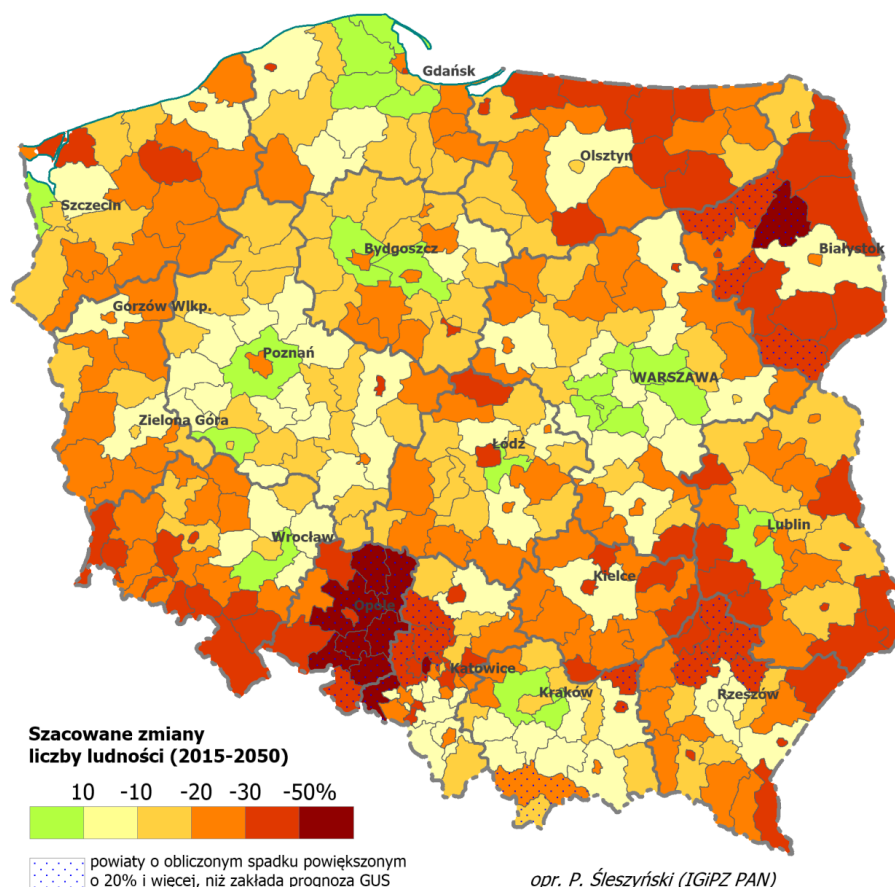 Gdańsk
Olsztyn
Szczecin
Białystok
Bydgoszcz
Gorzów Wlkp.
Poznań
WARSZAWA
Zielona Góra
Łódź
Lublin
Wrocław
Kielce
Opole
Katowice
Kraków
Rzeszów
Szacowane zmiany
liczby ludności (2015-2050)
10 -10 -20 -30 -50%
powiaty o obliczonym spadku powiększonym
o 20% i więcej, niż zakłada prognoza GUS
opr. P. Śleszyński (IGiPZ PAN)